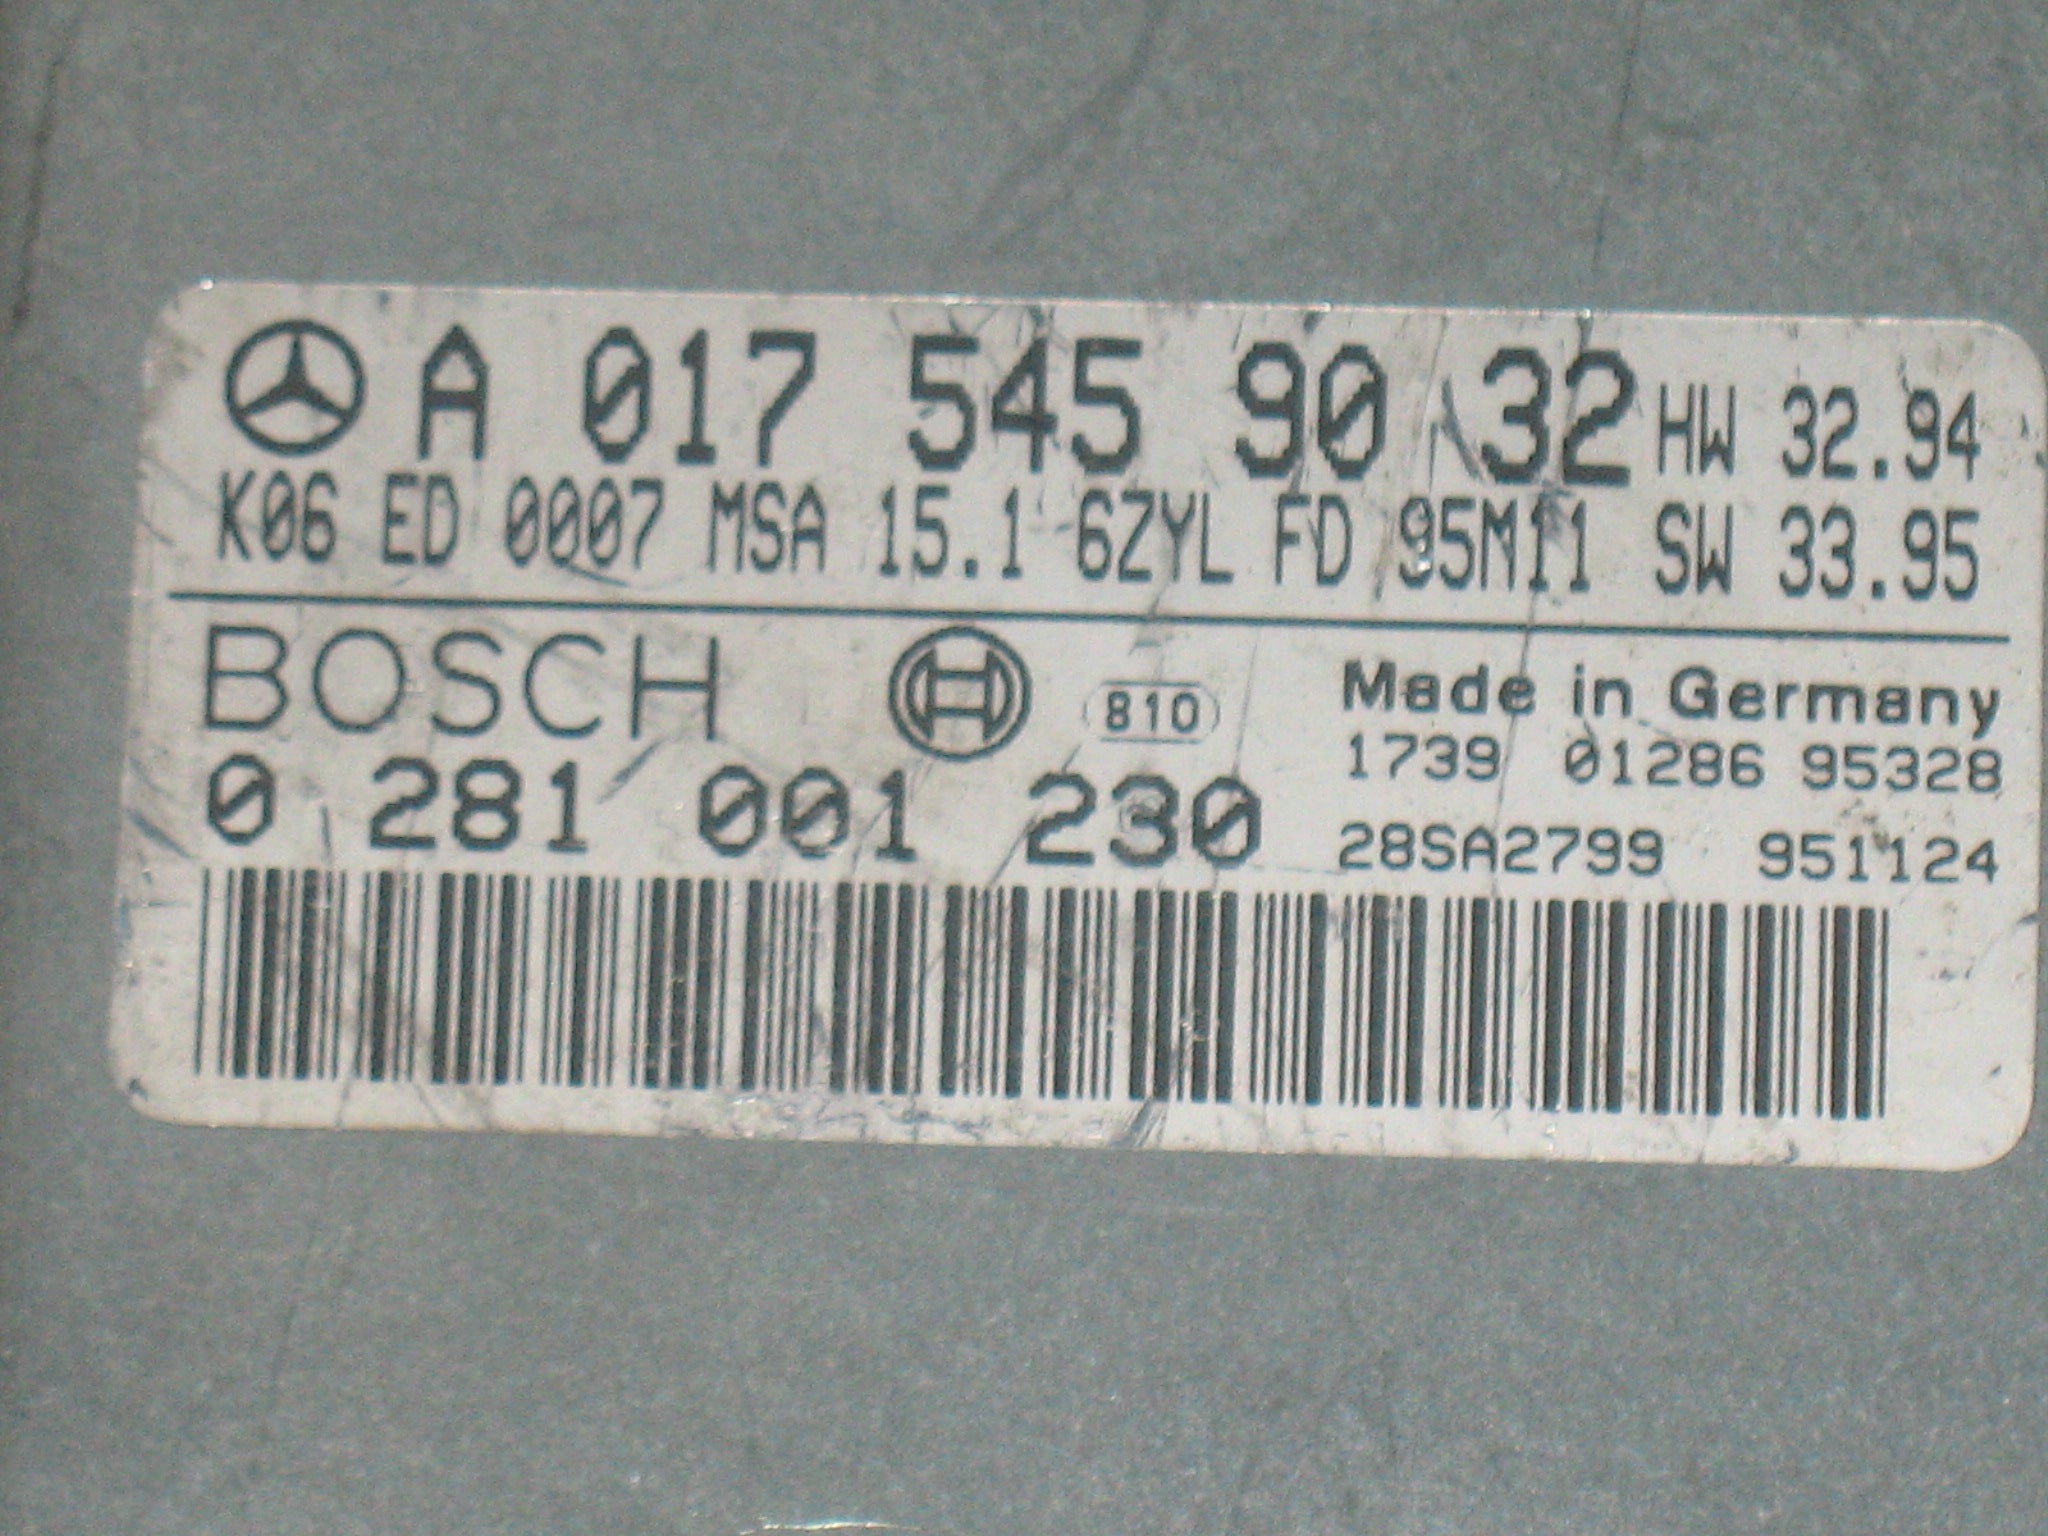 A 017 545 90 32 HW 32.94
K06 ED 0007 MSA 15.1 6ZYL FD 95M11 SW 33.95
BOSCH 810 Made in Germany
1739 01286 95328
0 281 001 230 28SA2799 951124